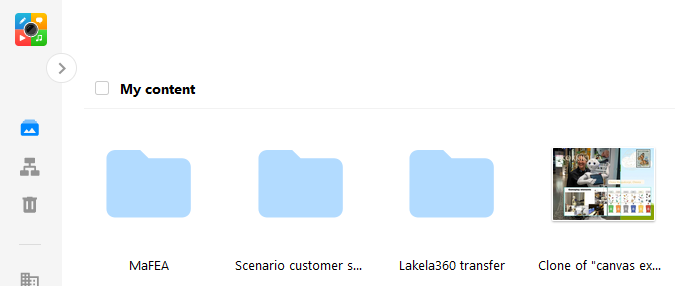 My content
MaFEA
Scenario customer s...
Lakela360 transfer
Clone of "canvas ex...